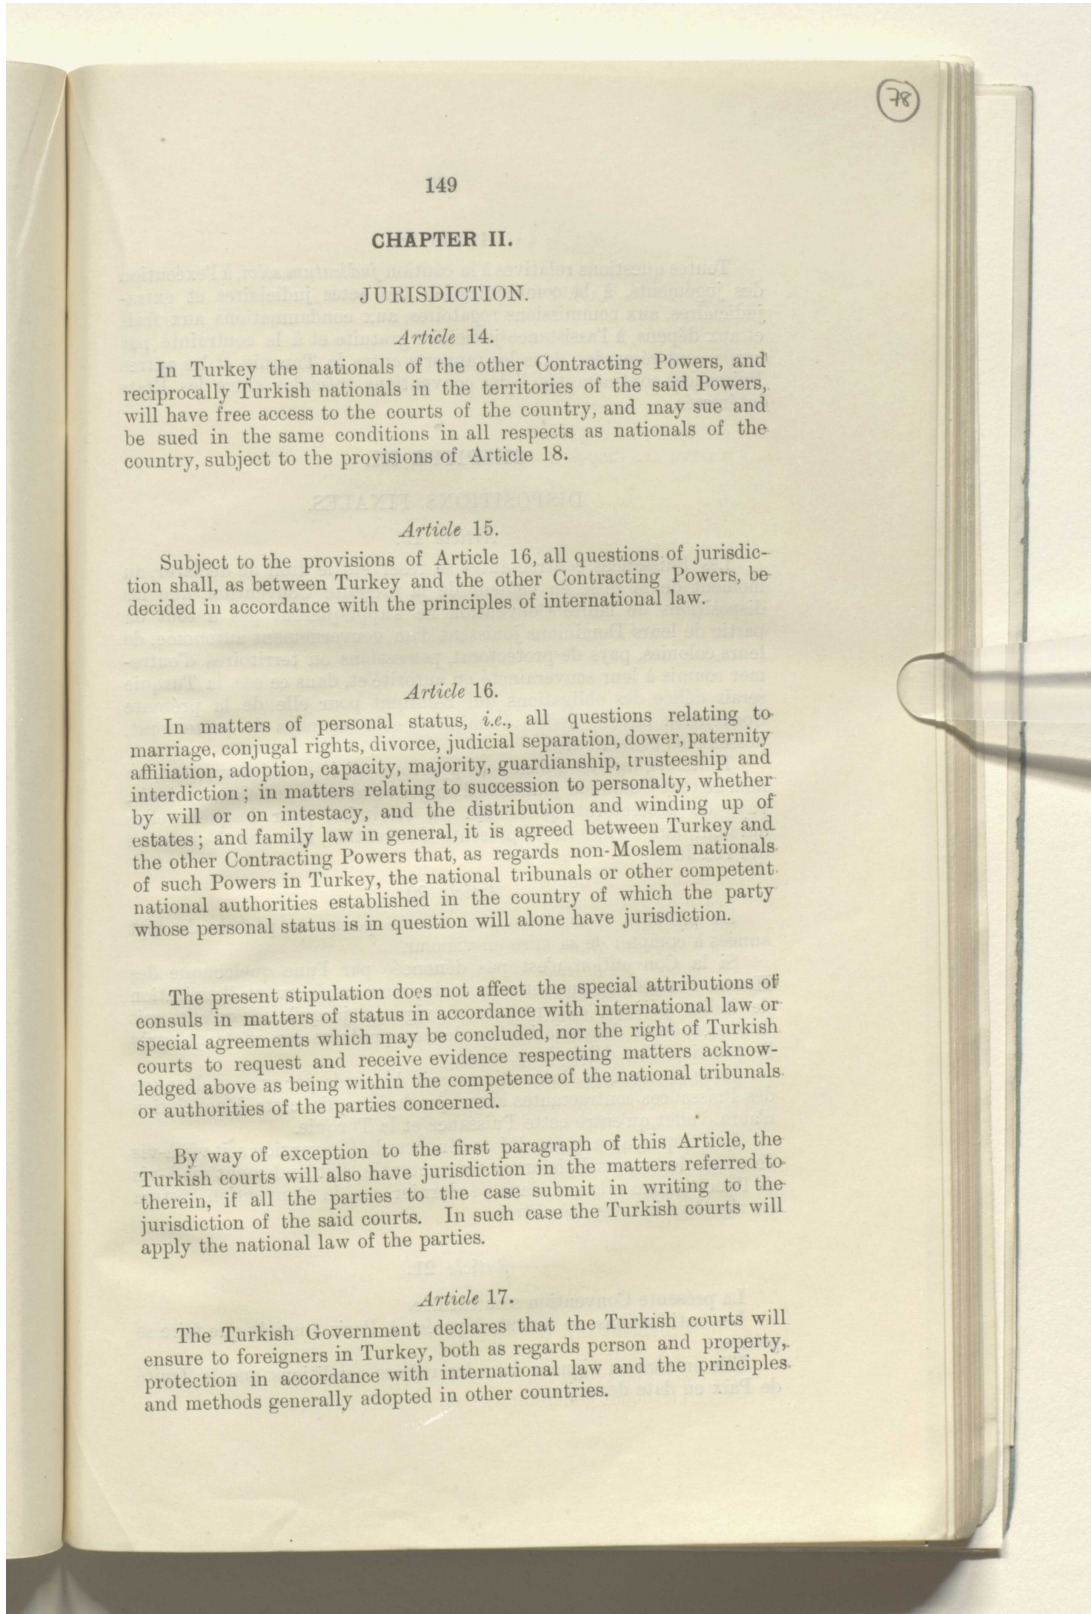 78
149
CHAPTER II.
JURISDICTION.
Article 14.
In Turkey the nationals of the other Contracting Powers, and
reciprocally Turkish nationals in the territories of the said Powers,
will have free access to the courts of the country, and may sue and
be sued in the same conditions in all respects as nationals of the
country, subject to the provisions of Article 18.
Article 15.
Subject to the provisions of Article 16, all questions of jurisdic-
tion shall, as between Turkey and the other Contracting Powers, be
decided in accordance with the principles of international law.
Article 16.
In matters of personal status, i.e., all questions relating to
marriage, conjugal rights, divorce, judicial separation, dower, paternity
affiliation, adoption, capacity, majority, guardianship, trusteeship and
interdiction; in matters relating to succession to personalty, whether
by will or on intestacy, and the distribution and winding up of
estates; and family law in general, it is agreed between Turkey and
the other Contracting Powers that, as regards non-Moslem nationals
of such Powers in Turkey, the national tribunals or other competent
national authorities established in the country of which the party
whose personal status is in question will alone have jurisdiction.
The present stipulation does not affect the special attributions of
consuls in matters of status in accordance with international law or
special agreements which may be concluded, nor the right of Turkish
courts to request and receive evidence respecting matters acknow-
ledged above as being within the competence of the national tribunals
or authorities of the parties concerned.
By way of exception to the first paragraph of this Article, the
Turkish courts will also have jurisdiction in the matters referred to
therein, if all the parties to the case submit in writing to the
jurisdiction of the said courts. In such case the Turkish courts will
apply the national law of the parties.
Article 17.
The Turkish Government declares that the Turkish courts will
ensure to foreigners in Turkey, both as regards person and property,
protection in accordance with international law and the principles
and methods generally adopted in other countries.